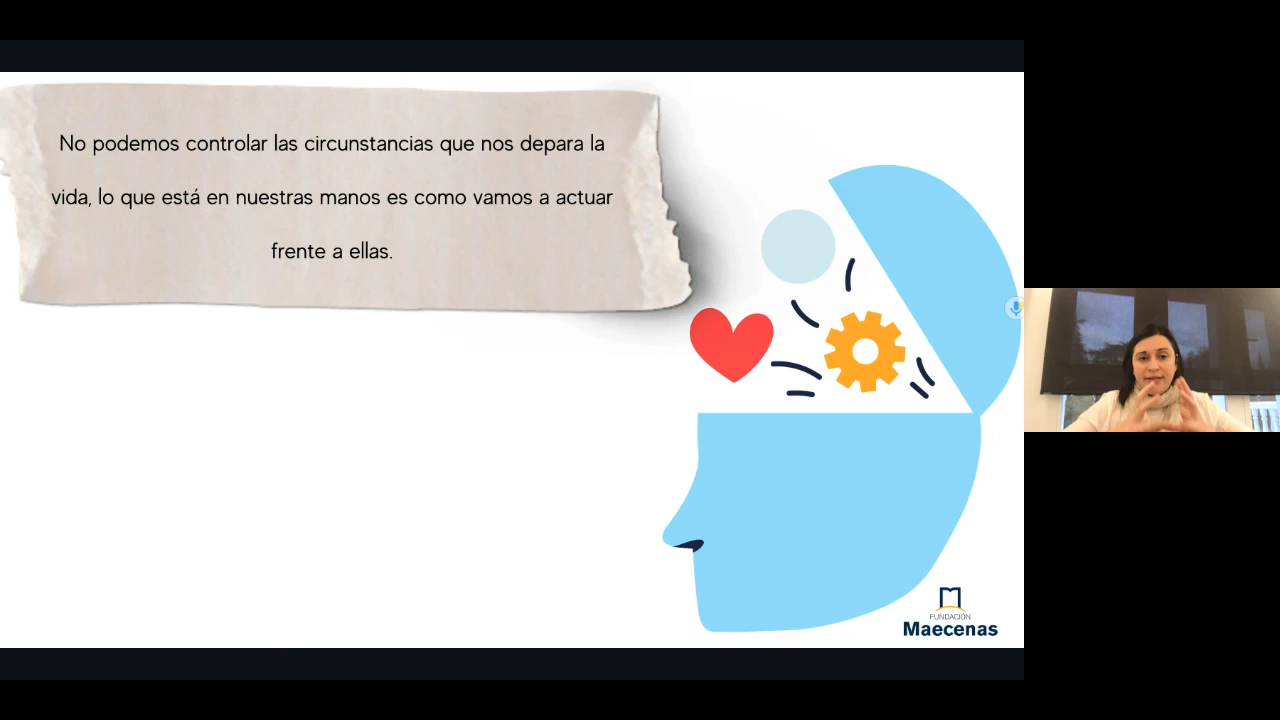 No podemos controlar las circunstancias que nos depara la
vida, lo que está en nuestras manos es como vamos a actuar
frente a ellas.
FUNDACIÓN
Maecenas